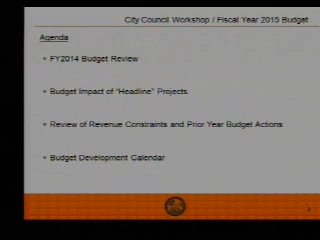 City Council Workshop / Fiscal Year 2015 Budget
Agenda
FY2014 Budget Review
Budget Impact of "Headline" Projects
Review of Revenue Constraints and Prior Year Budget Actions
Budget Development Calendar